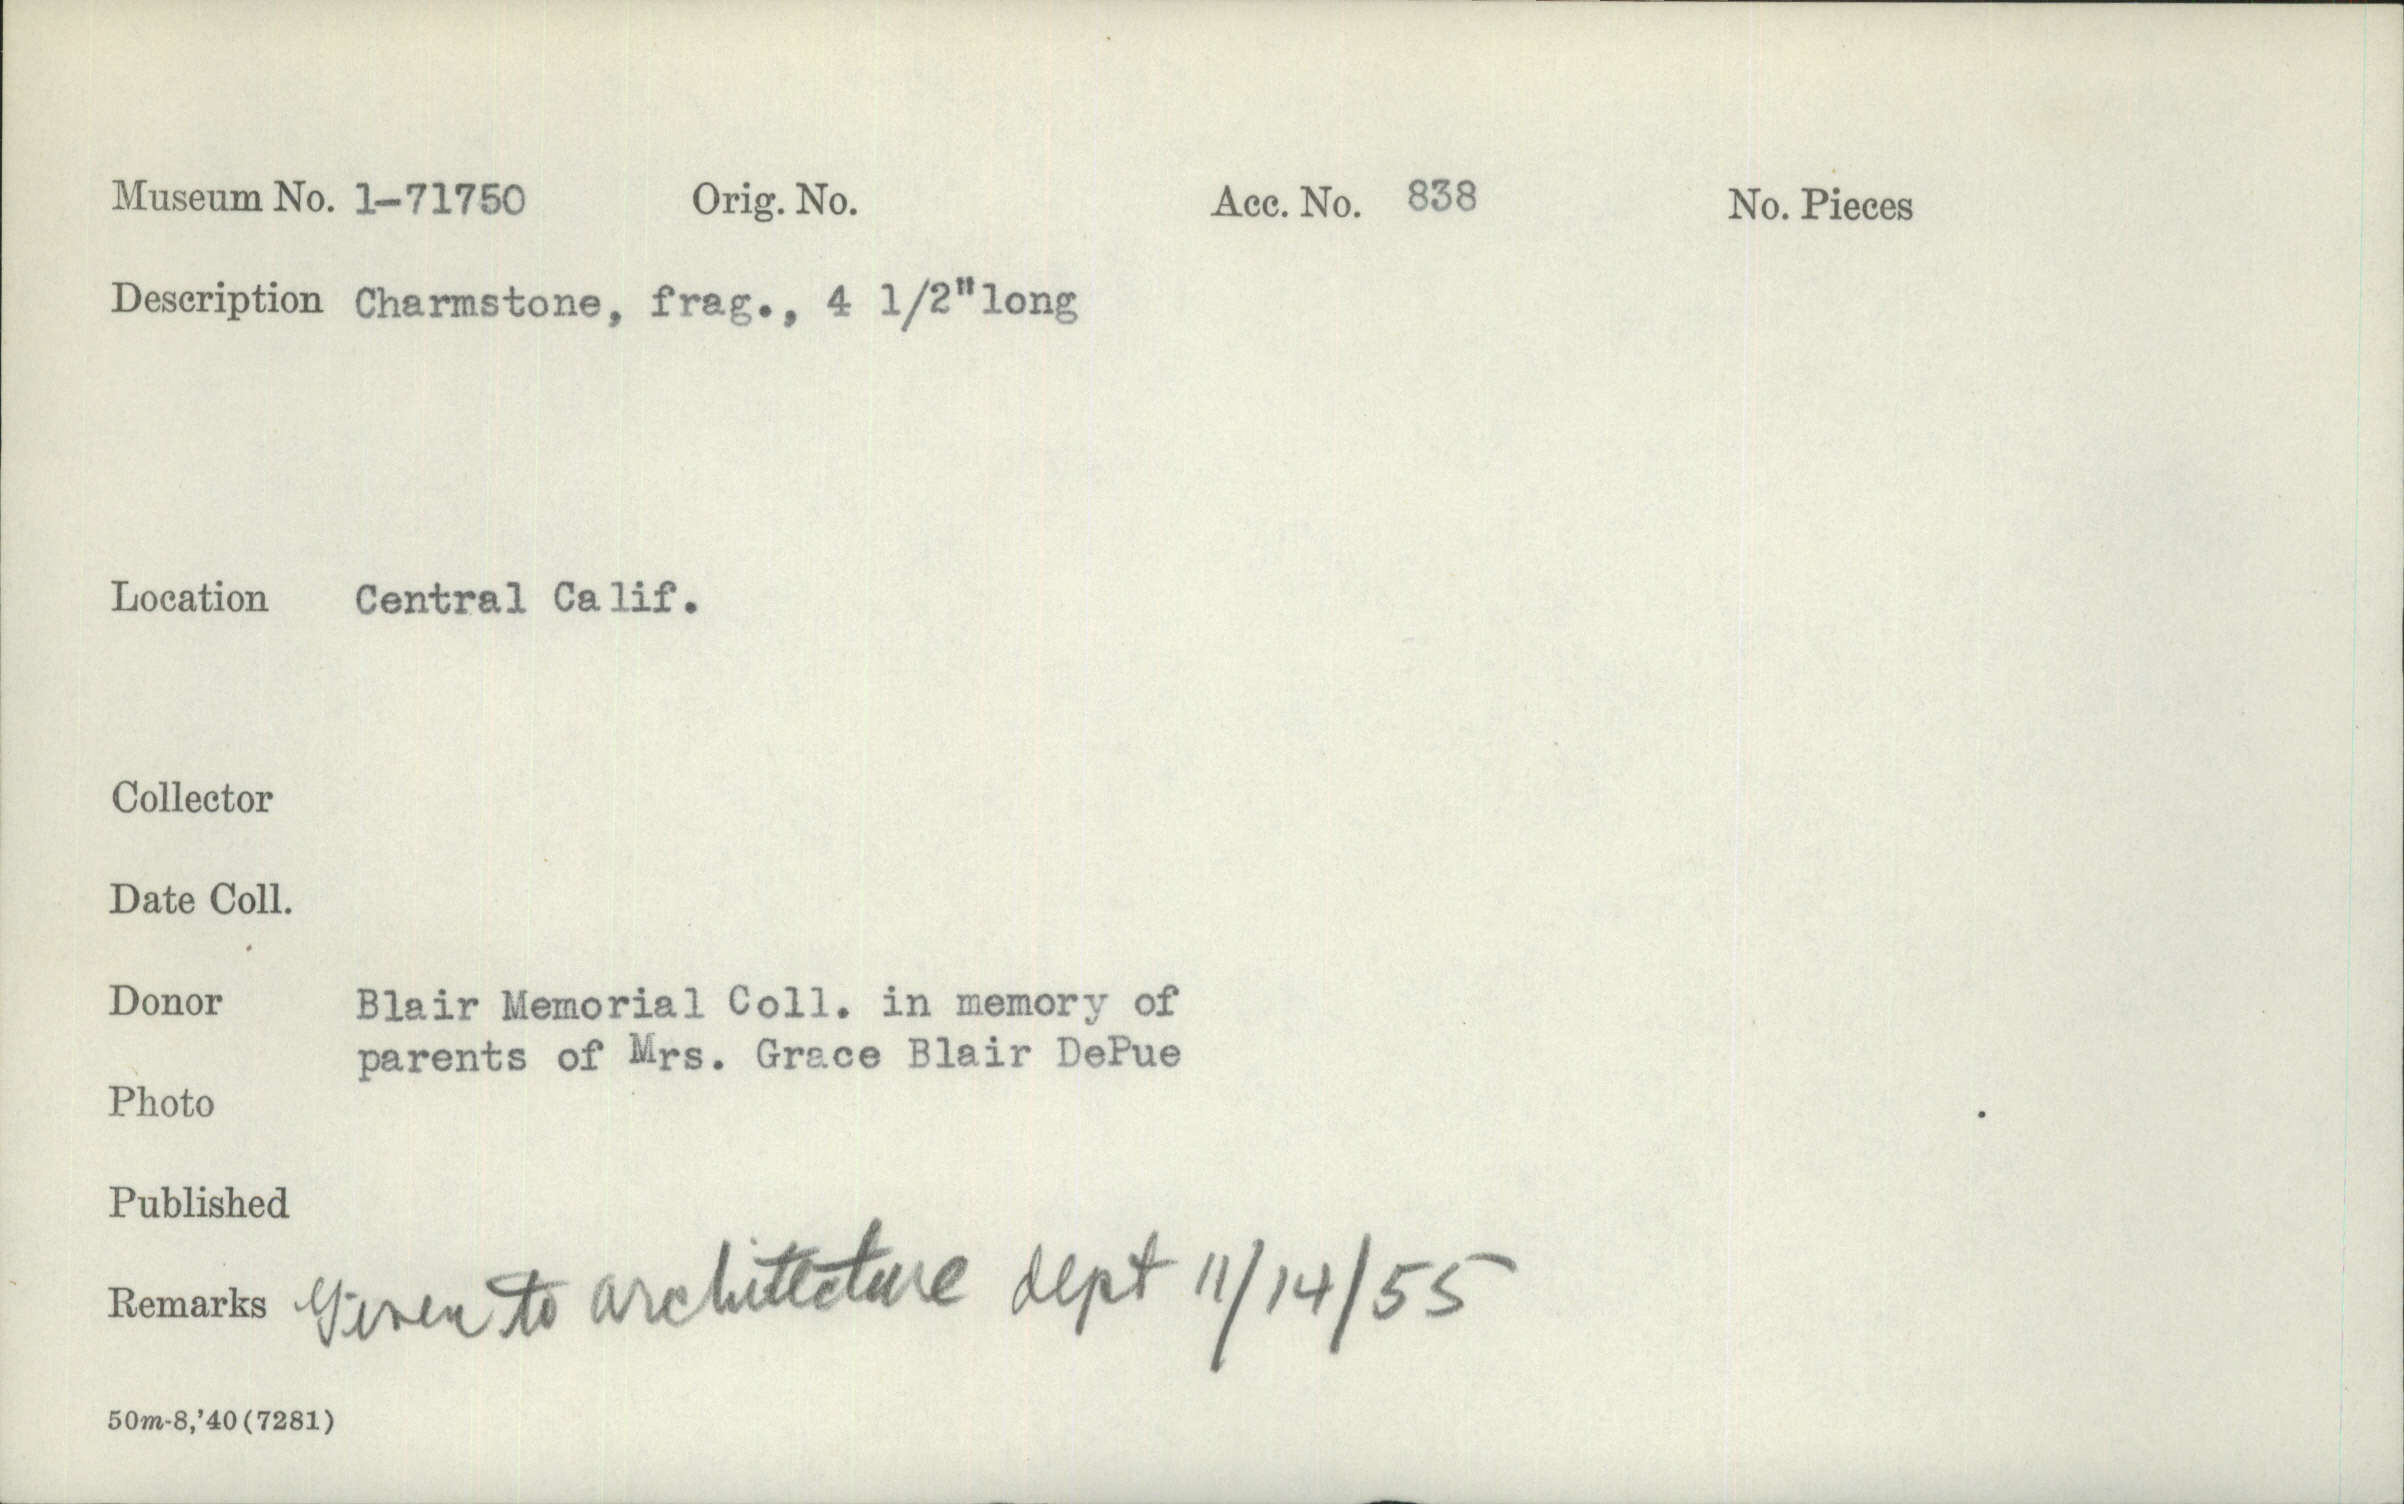 Museum No. 1-71750 Orig. No. Acc. No. 838 No. Pieces
Description Charmstone, frag., 4 1/2" long
Location Central Calif.
Collector
Date Coll.
Donor Blair Memorial Coll. in memory of
parents of Mrs. Grace Blair DePue
Photo
Published
Remarks Given to architecture dept 11/14/55
50m-8,'40(7281)